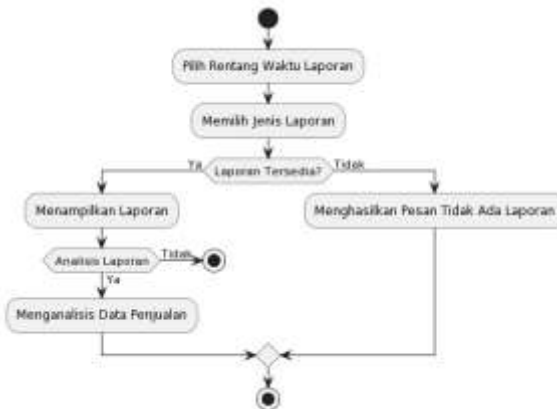 Pilih Rentang Waktu Laporan
Memilih Jenis Laporan
Ya
Laporan Tersedia?
Tidak
Menampilkan Laporan
Menghasilkan Pesan Tidak Ada Laporan
Analisis Laporan
Tidak
Ya
Menganalisis Data Penjualan